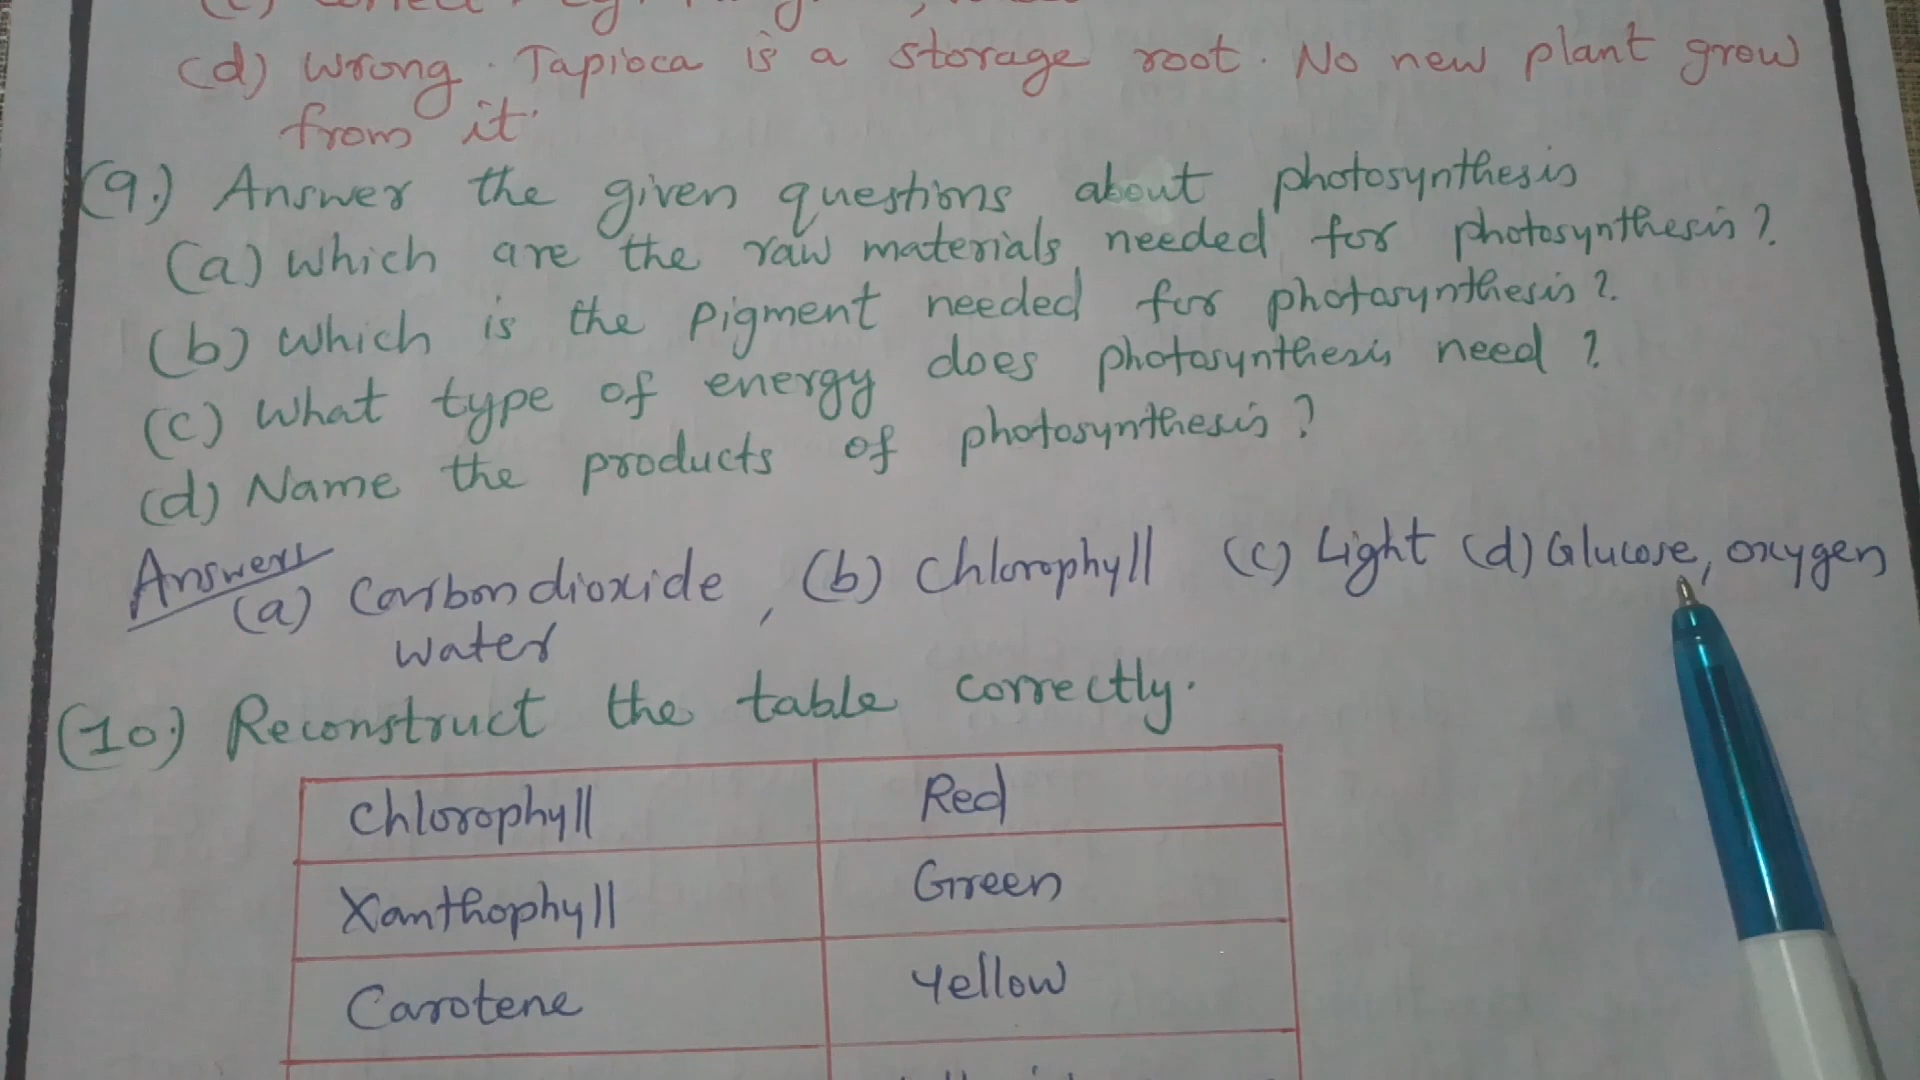 (d) Wrong. Tapioca is a storage root. No new plant grow
from it.
(9.) Answer the given questions about photosynthesis
(a) Which are the raw materials needed for photosynthesis?
(b) Which is the pigment needed for photosynthesis?
(c) What type of energy does photosynthesis need?
(d) Name the products of photosynthesis?
Answers
(a) Carbondioxide, (b) Chlorophyll (c) Light (d) Glucose, oxygen
water
(10.) Reconstruct the table correctly.
Chlorophyll Red
Xanthophyll Green
Carotene Yellow